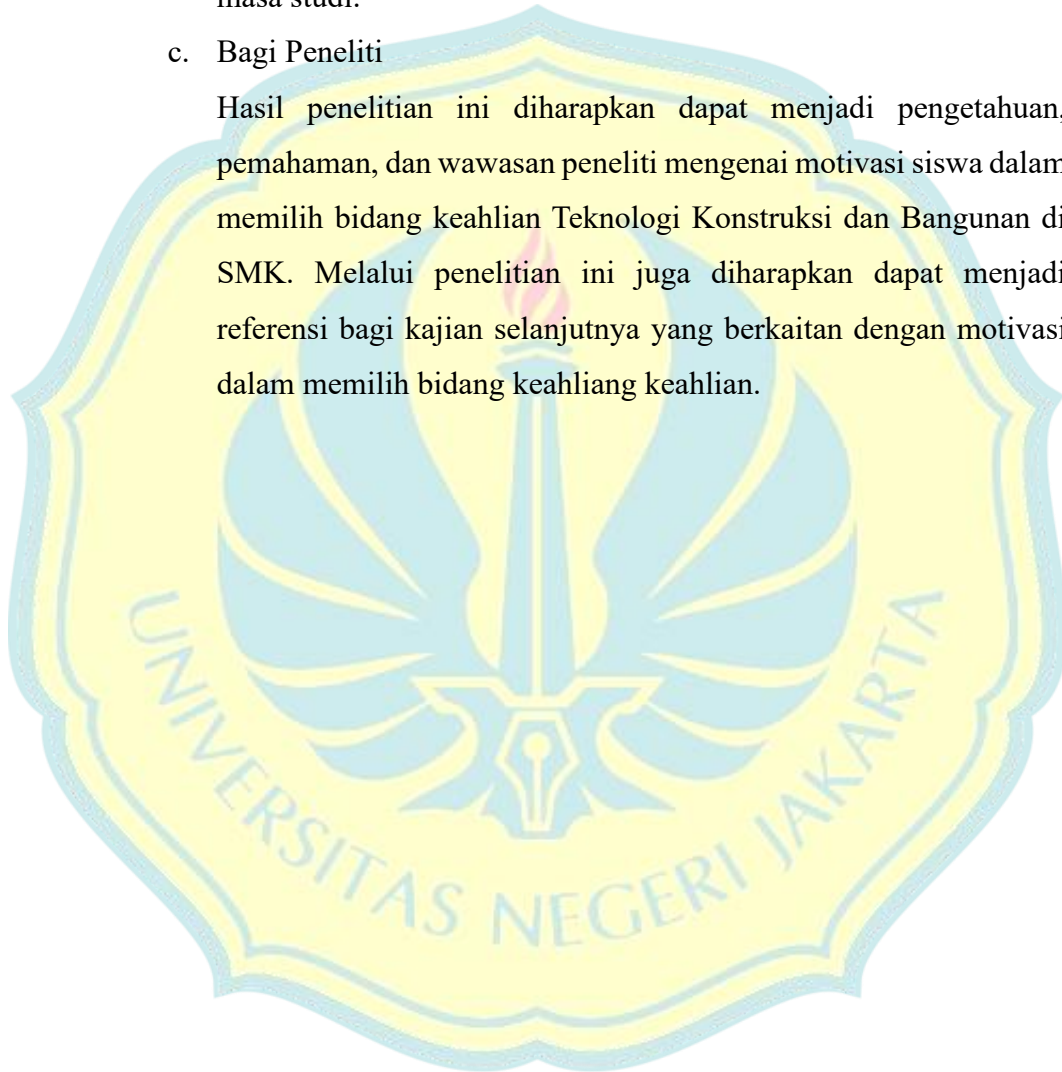 masa studi.
c. Bagi Peneliti
Hasil penelitian ini diharapkan dapat menjadi pengetahuan,
pemahaman, dan wawasan peneliti mengenai motivasi siswa dalam
memilih bidang keahlian Teknologi Konstruksi dan Bangunan di
SMK. Melalui penelitian ini juga diharapkan dapat menjadi
referensi bagi kajian selanjutnya yang berkaitan dengan motivasi
dalam memilih bidang keahliang keahlian.
UNIVERSITAS NEGERI JAKARTA